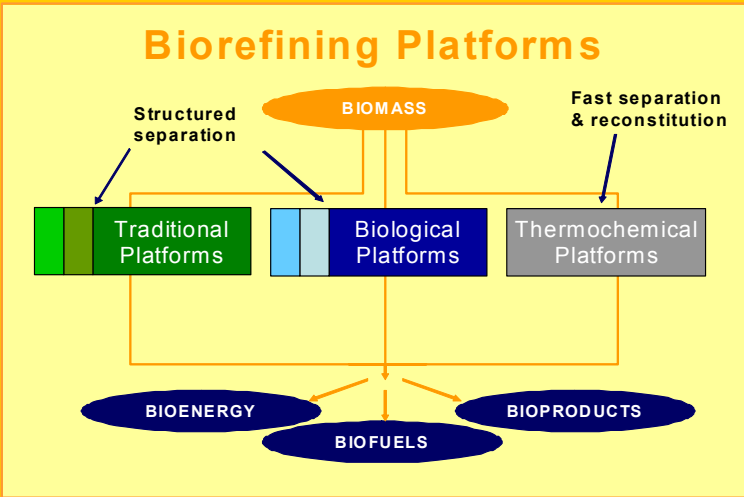 Biorefining Platforms
BIOMASS
Structured
separation
Fast separation
& reconstitution
Traditional
Platforms
Biological
Platforms
Thermochemical
Platforms
BIOENERGY
BIOFUELS
BIOPRODUCTS